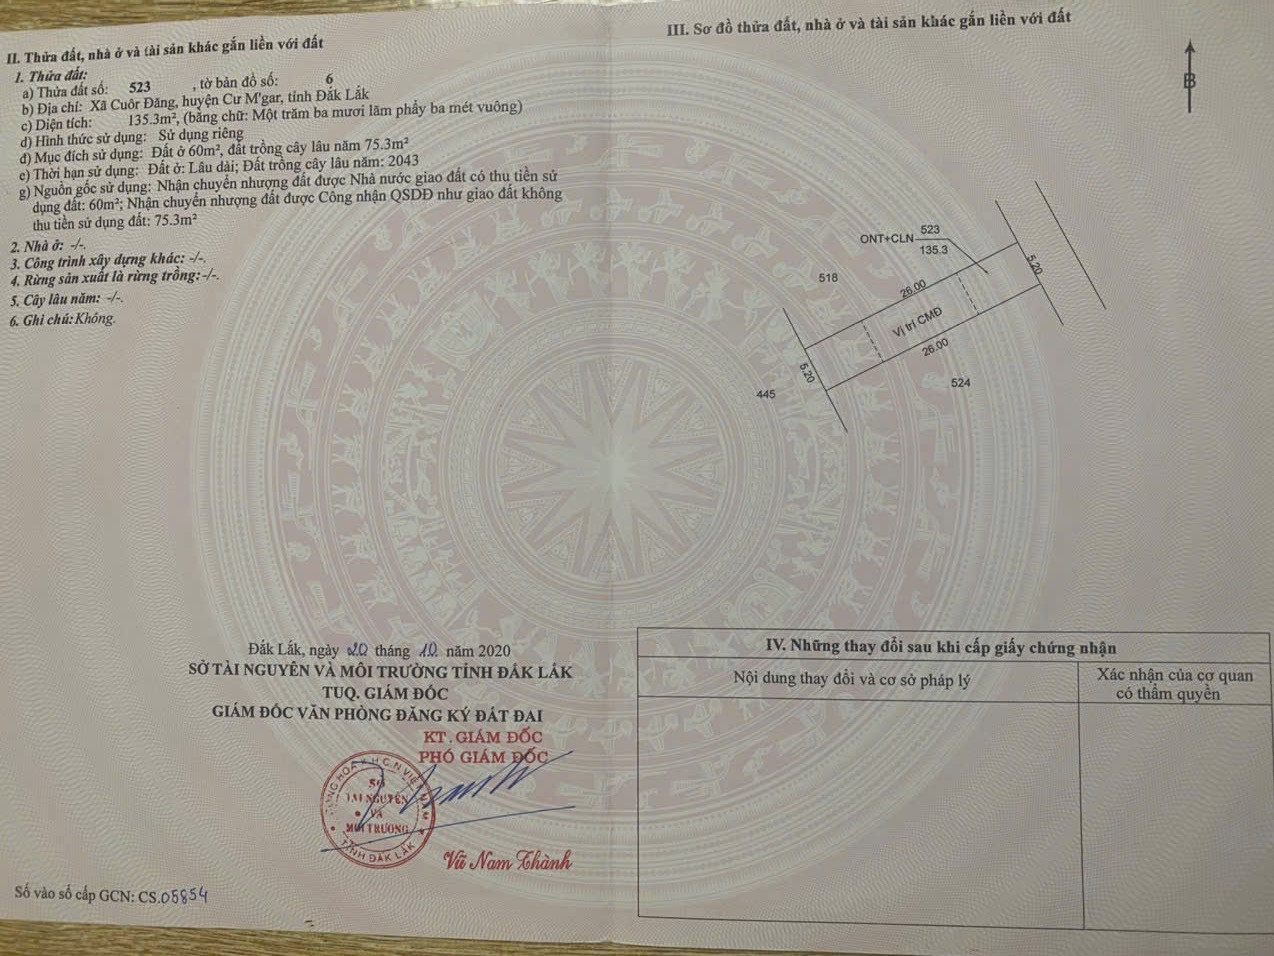 II. Thửa đất, nhà ở và tài sản khác gắn liền với đất
1. Thửa đất:
a) Thửa đất số: 523 , tờ bản đồ số: 6
b) Địa chỉ: Xã Cuôr Đăng, huyện Cư M'gar, tỉnh Đắk Lắk
c) Diện tích: 135.3m², (bằng chữ: Một trăm ba mươi lăm phẩy ba mét vuông)
d) Hình thức sử dụng: Sử dụng riêng
đ) Mục đích sử dụng: Đất ở 60m², đất trồng cây lâu năm 75.3m²
e) Thời hạn sử dụng: Đất ở: Lâu dài; Đất trồng cây lâu năm: 2043
g) Nguồn gốc sử dụng: Nhận chuyển nhượng đất được Nhà nước giao đất có thu tiền sử
dụng đất: 60m²; Nhận chuyển nhượng đất được Công nhận QSDĐ như giao đất không
thu tiền sử dụng đất: 75.3m²
2. Nhà ở: -/-.
3. Công trình xây dựng khác: -/-.
4. Rừng sản xuất là rừng trồng: -/-.
5. Cây lâu năm: -/-.
6. Ghi chú: Không.
Đắk Lắk, ngày 20 tháng 10 năm 2020
SỞ TÀI NGUYÊN VÀ MÔI TRƯỜNG TỈNH ĐẮK LẮK
TUQ. GIÁM ĐỐC
GIÁM ĐỐC VĂN PHÒNG ĐĂNG KÝ ĐẤT ĐAI
KT. GIÁM ĐỐC
PHÓ GIÁM ĐỐC
SỞ
TÀI NGUYÊN
VÀ
MÔI TRƯỜNG
TỈNH ĐẮK LẮK
Vũ Nam Thành
Số vào sổ cấp GCN: CS.05854
III. Sơ đồ thửa đất, nhà ở và tài sản khác gắn liền với đất
B
ONT+CLN 523
135.3
518
26.00
5.20
Vị trí CMĐ
26.00
5.20
445
524
IV. Những thay đổi sau khi cấp giấy chứng nhận
Nội dung thay đổi và cơ sở pháp lý
Xác nhận của cơ quan
có thẩm quyền